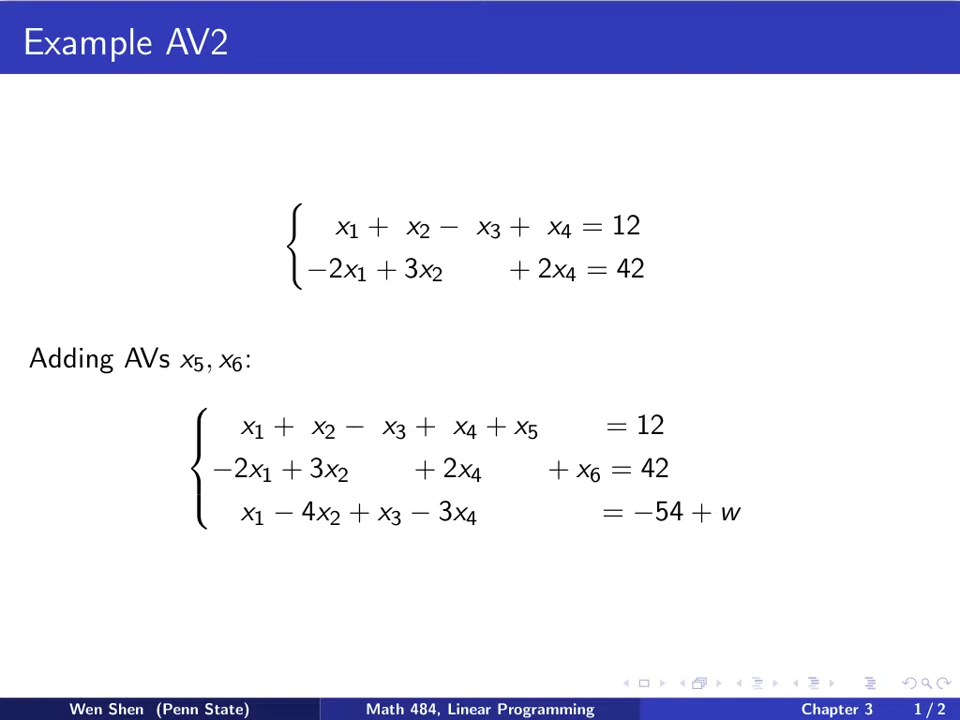 Example AV2
x₁ + x₂ − x₃ + x₄ = 12
−2x₁ + 3x₂ + 2x₄ = 42
Adding AVs x₅, x₆:
x₁ + x₂ − x₃ + x₄ + x₅ = 12
−2x₁ + 3x₂ + 2x₄ + x₆ = 42
x₁ − 4x₂ + x₃ − 3x₄ = −54 + w
Wen Shen (Penn State) Math 484, Linear Programming Chapter 3 1 / 2